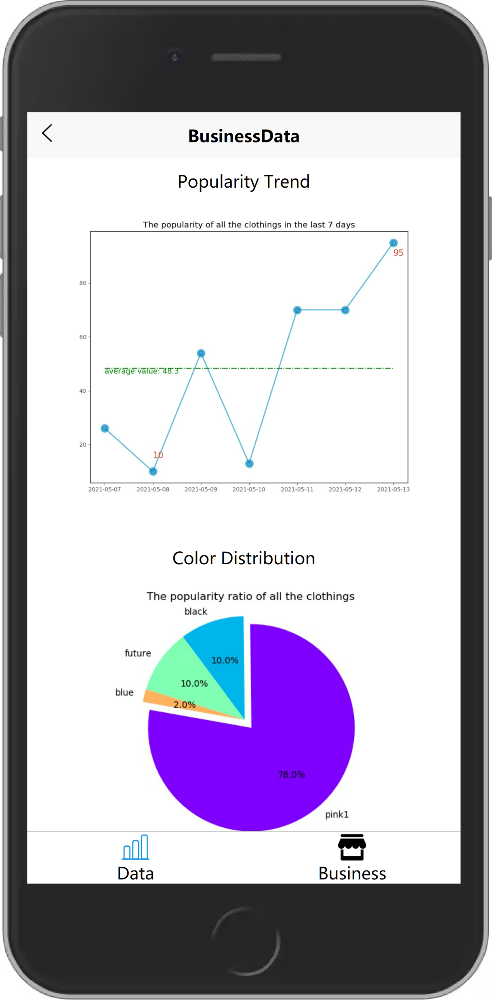 BusinessData
Popularity Trend
The popularity of all the clothings in the last 7 days
95
80
60
average value: 48.3
40
10
20
2021-05-07 2021-05-08 2021-05-09 2021-05-10 2021-05-11 2021-05-12 2021-05-13
Color Distribution
The popularity ratio of all the clothings
black
future
10.0%
10.0%
blue
2.0%
78.0%
pink1
Data Business